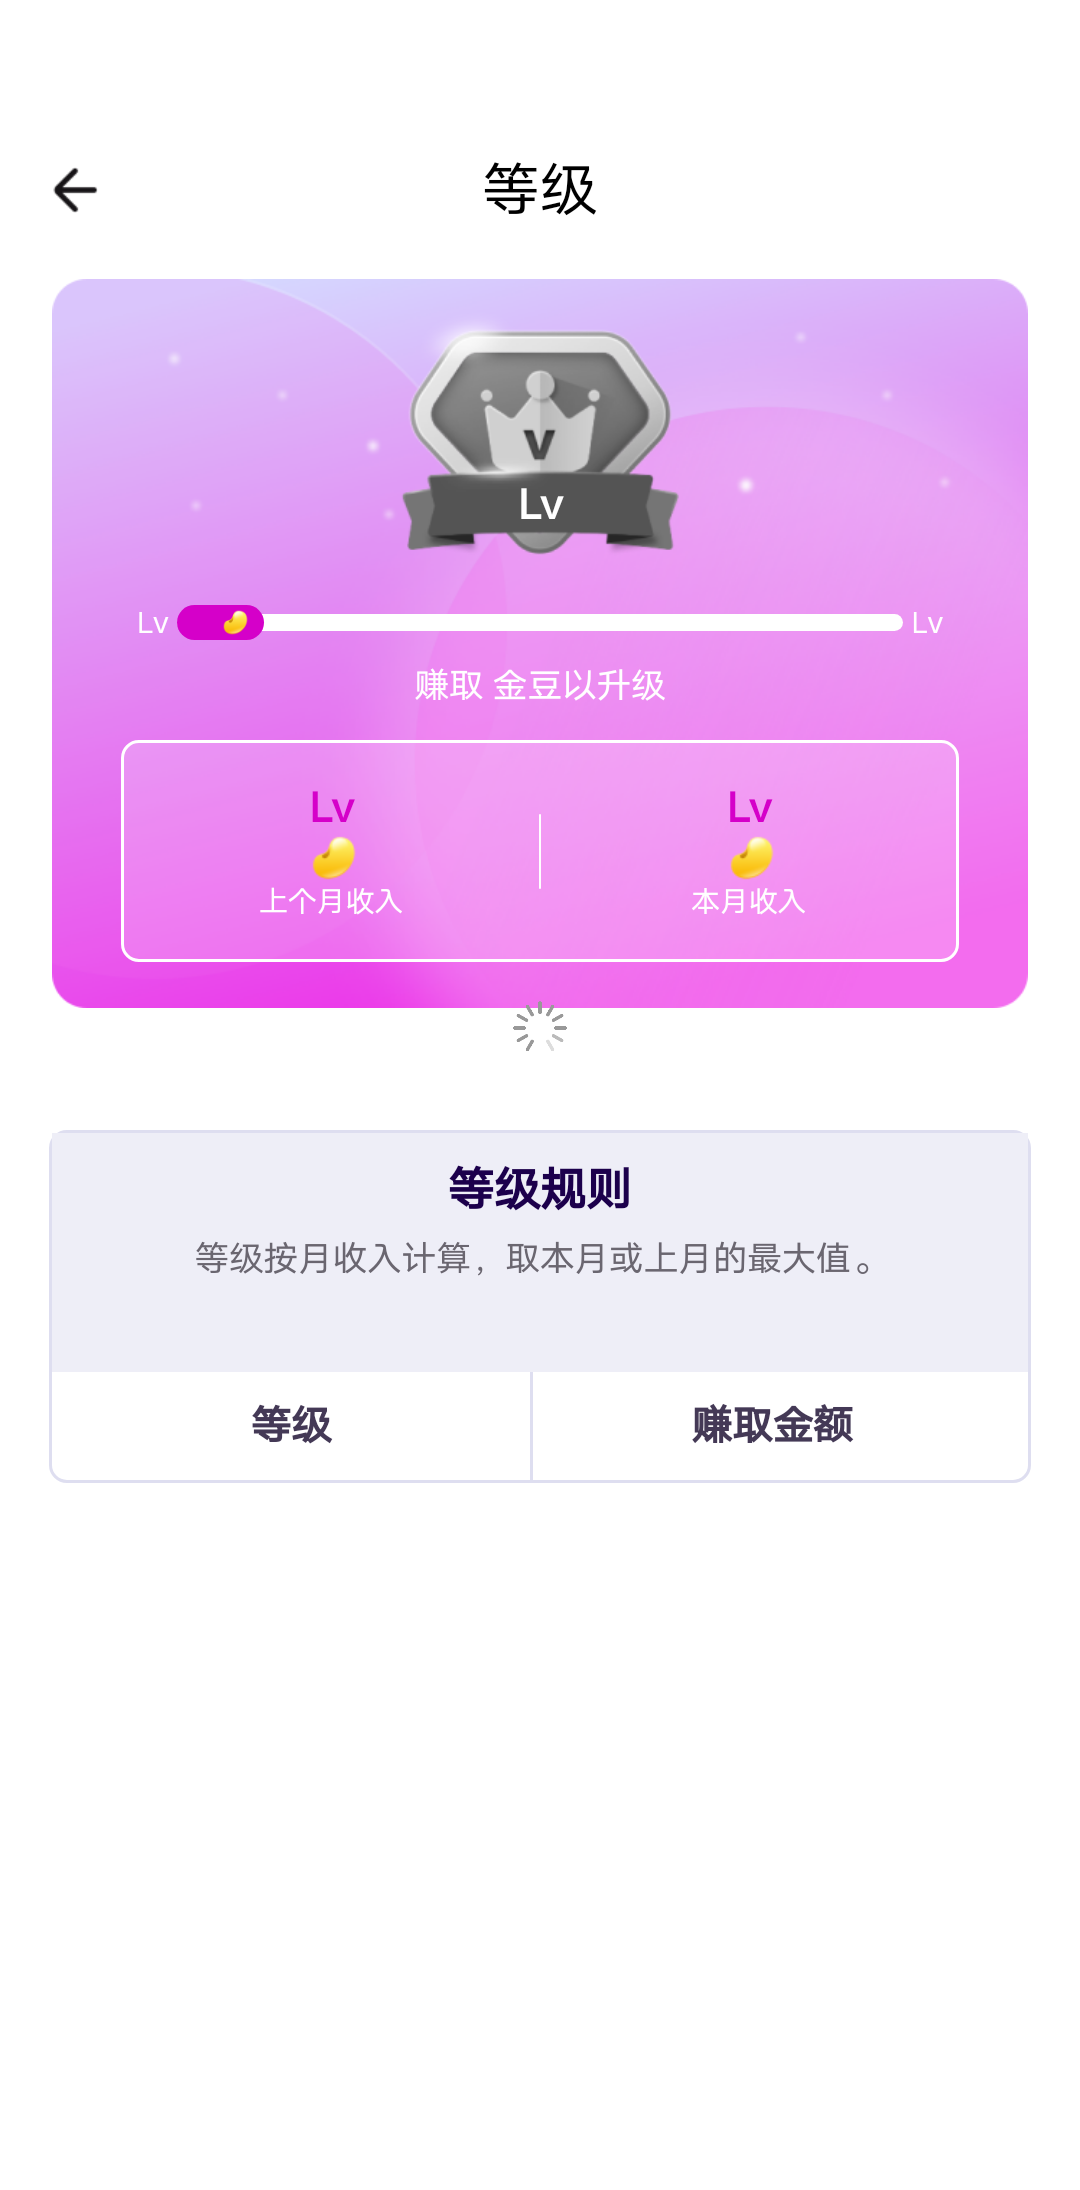 等级
V
Lv
Lv
Lv
赚取 金豆以升级
Lv
上个月收入
Lv
本月收入
等级规则
等级按月收入计算，取本月或上月的最大值。
等级
赚取金额